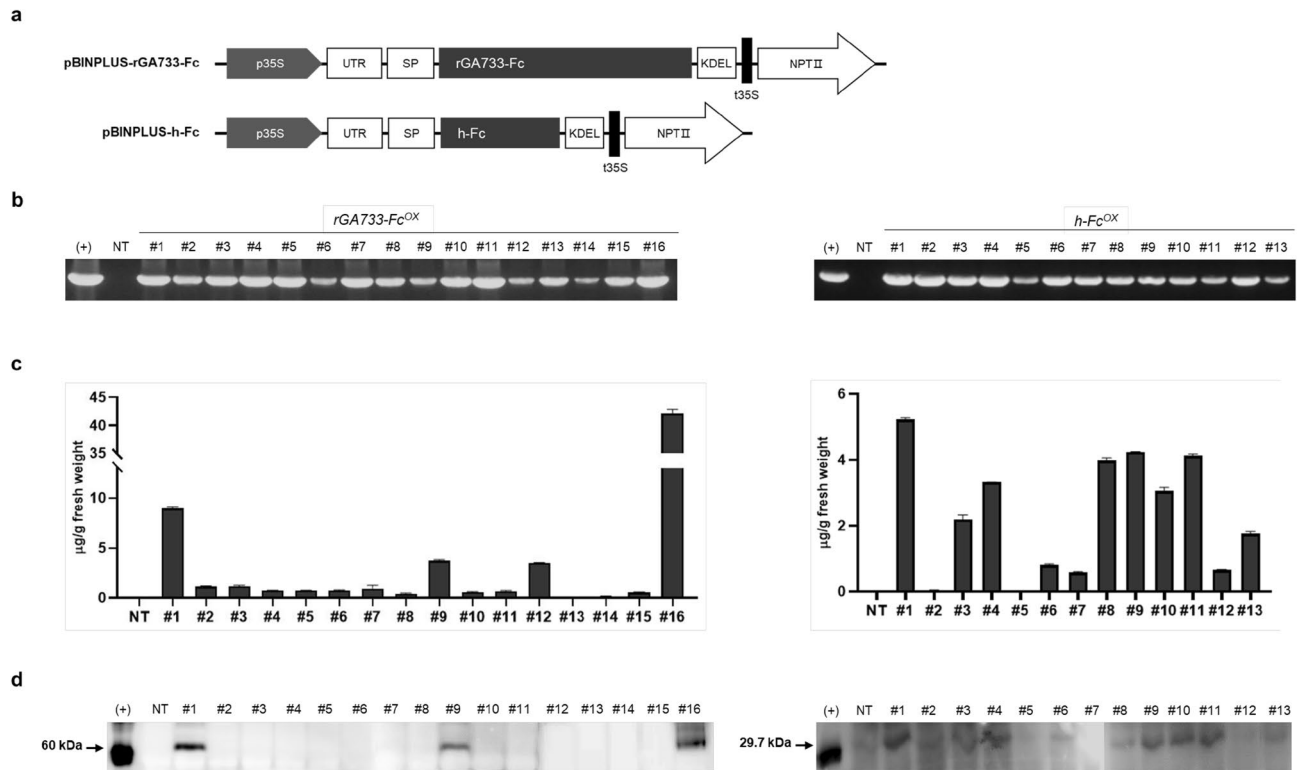 a
pBINPLUS-rGA733-Fc p35S UTR SP rGA733-Fc KDEL NPTⅡ
t35S
pBINPLUS-h-Fc p35S UTR SP h-Fc KDEL NPTⅡ
t35S
b
rGA733-Fc^OX
(+) NT #1 #2 #3 #4 #5 #6 #7 #8 #9 #10 #11 #12 #13 #14 #15 #16
h-Fc^OX
(+) NT #1 #2 #3 #4 #5 #6 #7 #8 #9 #10 #11 #12 #13
c
µg/g fresh weight
45
40
35
10
5
0
NT #1 #2 #3 #4 #5 #6 #7 #8 #9 #10 #11 #12 #13 #14 #15 #16
µg/g fresh weight
6
4
2
0
NT #1 #2 #3 #4 #5 #6 #7 #8 #9 #10 #11 #12 #13
d
(+) NT #1 #2 #3 #4 #5 #6 #7 #8 #9 #10 #11 #12 #13 #14 #15 #16
60 kDa
(+) NT #1 #2 #3 #4 #5 #6 #7 #8 #9 #10 #11 #12 #13
29.7 kDa